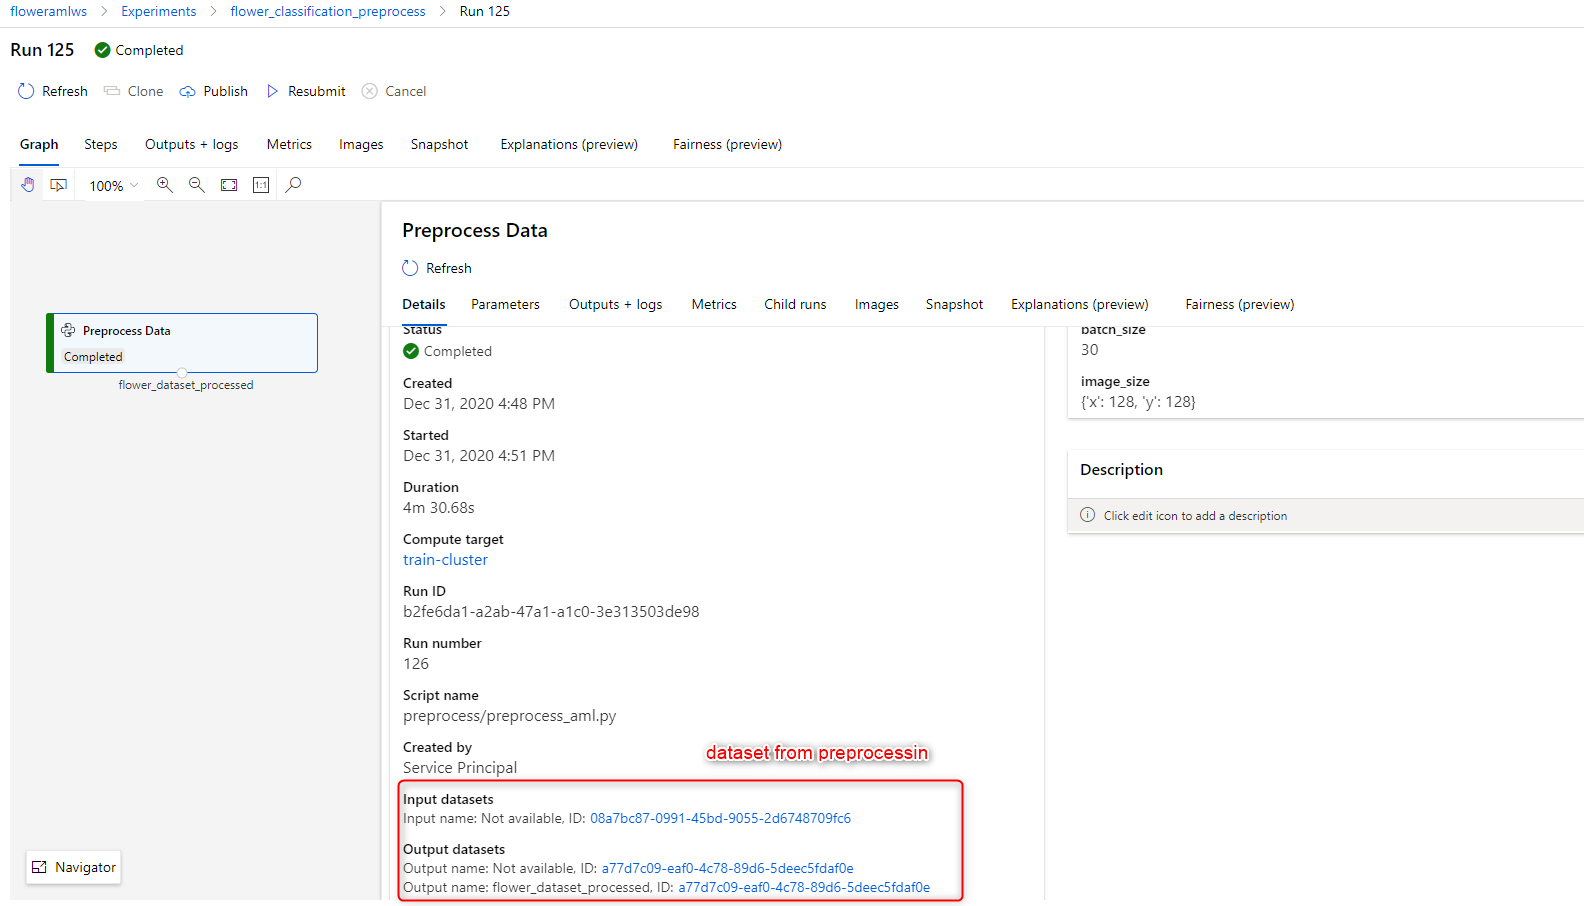 floweramlws > Experiments > flower_classification_preprocess > Run 125
Run 125 Completed
Refresh Clone Publish Resubmit Cancel
Graph Steps Outputs + logs Metrics Images Snapshot Explanations (preview) Fairness (preview)
100% 1:1
Preprocess Data
Completed
flower_dataset_processed
Navigator
Preprocess Data
Refresh
Details Parameters Outputs + logs Metrics Child runs Images Snapshot Explanations (preview) Fairness (preview)
Status
Completed
Created
Dec 31, 2020 4:48 PM
Started
Dec 31, 2020 4:51 PM
Duration
4m 30.68s
Compute target
train-cluster
Run ID
b2fe6da1-a2ab-47a1-a1c0-3e313503de98
Run number
126
Script name
preprocess/preprocess_aml.py
Created by
Service Principal
dataset from preprocessin
Input datasets
Input name: Not available, ID: 08a7bc87-0991-45bd-9055-2d6748709fc6
Output datasets
Output name: Not available, ID: a77d7c09-eaf0-4c78-89d6-5deec5fdaf0e
Output name: flower_dataset_processed, ID: a77d7c09-eaf0-4c78-89d6-5deec5fdaf0e
batch_size
30
image_size
{'x': 128, 'y': 128}
Description
Click edit icon to add a description